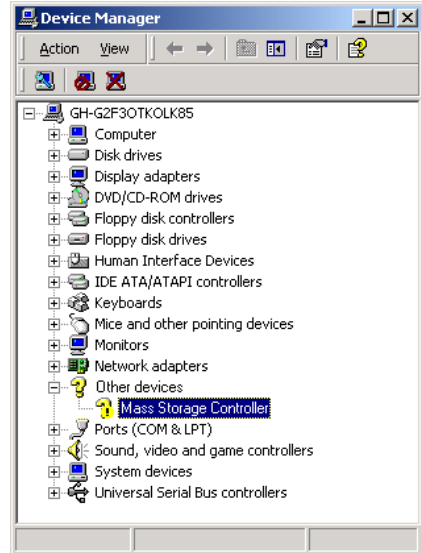 Device Manager
Action View
GH-G2F3OTKOLK85
Computer
Disk drives
Display adapters
DVD/CD-ROM drives
Floppy disk controllers
Floppy disk drives
Human Interface Devices
IDE ATA/ATAPI controllers
Keyboards
Mice and other pointing devices
Monitors
Network adapters
Other devices
Mass Storage Controller
Ports (COM & LPT)
Sound, video and game controllers
System devices
Universal Serial Bus controllers